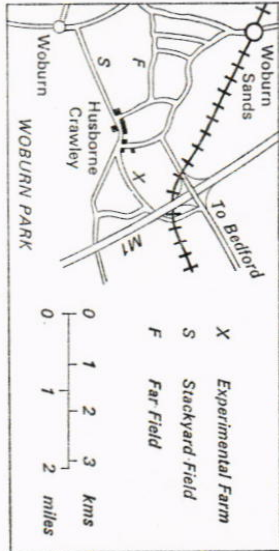 Woburn
Sands
To Bedford
F
S
X
M1
Husborne
Crawley
Woburn
WOBURN PARK
X Experimental Farm
S Stackyard Field
F Far Field
0 1 2 3 kms
0 1 2 miles